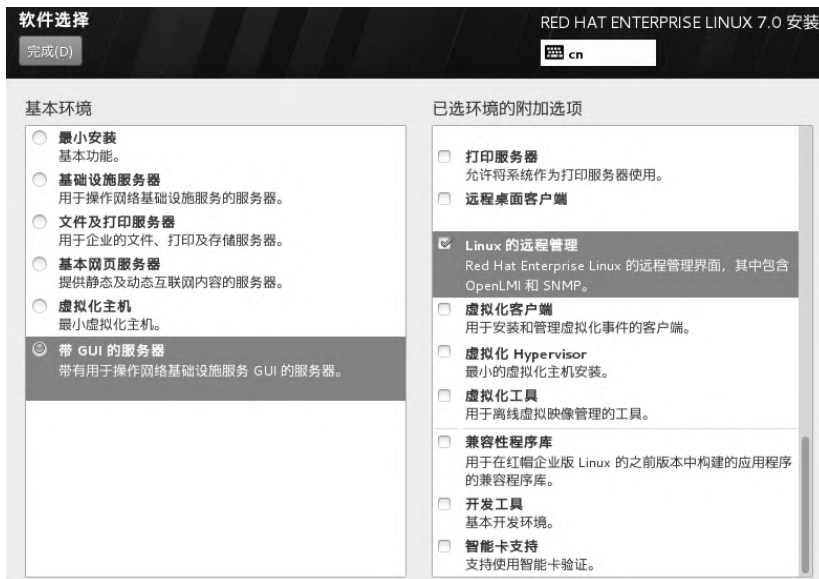 软件选择
RED HAT ENTERPRISE LINUX 7.0 安装
完成(D)
cn
基本环境
最小安装
基本功能。
基础设施服务器
用于操作网络基础设施服务的服务器。
文件及打印服务器
用于企业的文件、打印及存储服务器。
基本网页服务器
提供静态及动态互联网内容的服务器。
虚拟化主机
最小虚拟化主机。
带 GUI 的服务器
带有用于操作网络基础设施服务 GUI 的服务器。
已选环境的附加选项
打印服务器
允许将系统作为打印服务器使用。
远程桌面客户端
Linux 的远程管理
Red Hat Enterprise Linux 的远程管理界面，其中包含
OpenLMI 和 SNMP。
虚拟化客户端
用于安装和管理虚拟化事件的客户端。
虚拟化 Hypervisor
最小的虚拟化主机安装。
虚拟化工具
用于离线虚拟映像管理的工具。
兼容性程序库
用于在红帽企业版 Linux 的之前版本中构建的应用程序
的兼容程序库。
开发工具
基本开发环境。
智能卡支持
支持使用智能卡验证。